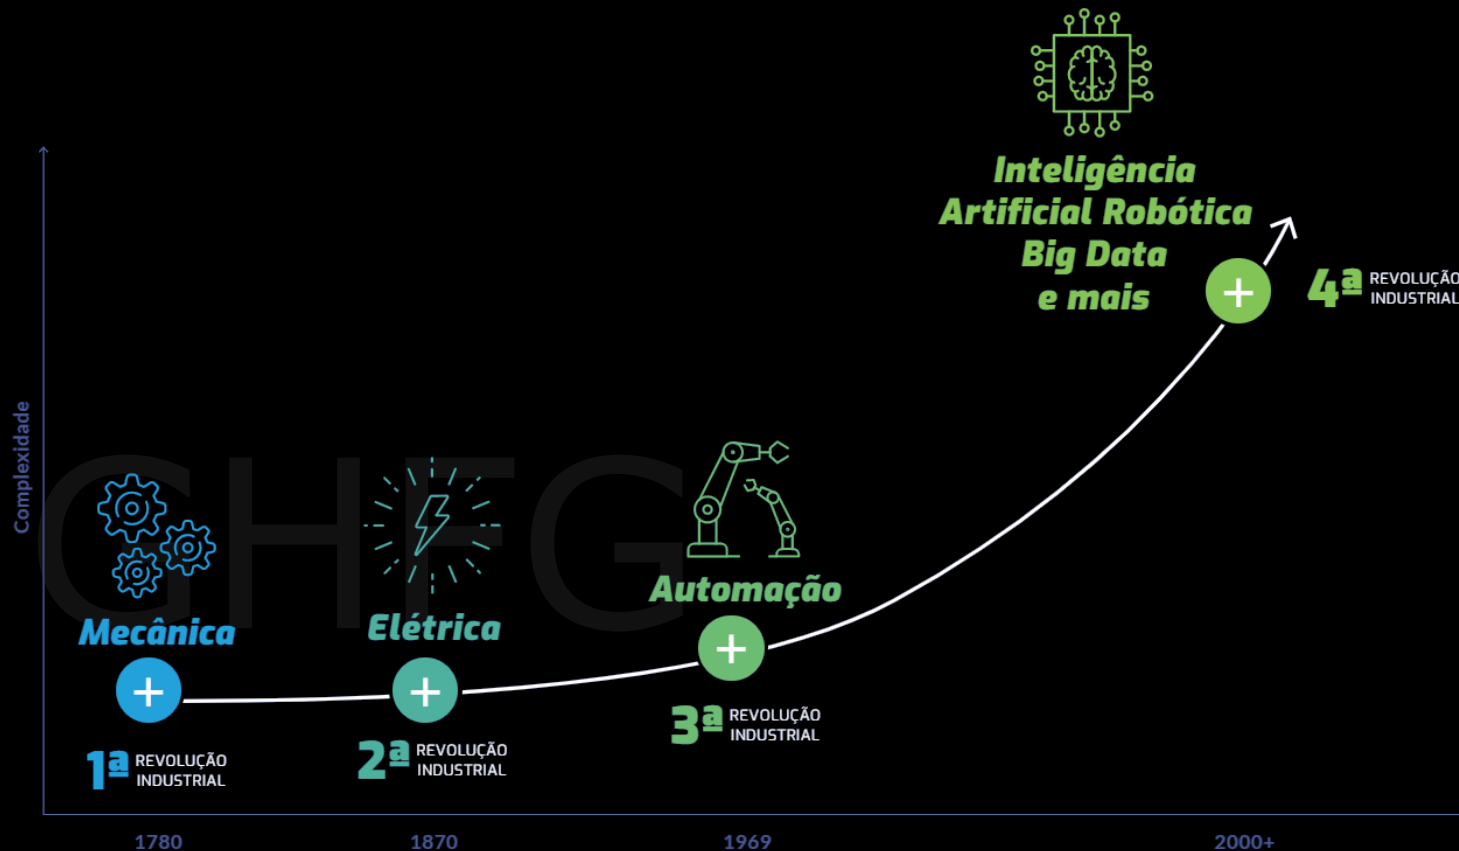 Inteligência
Artificial Robótica
Big Data
e mais
4ª REVOLUÇÃO
INDUSTRIAL
Complexidade
GHFG
Automação
3ª REVOLUÇÃO
INDUSTRIAL
Elétrica
2ª REVOLUÇÃO
INDUSTRIAL
Mecânica
1ª REVOLUÇÃO
INDUSTRIAL
1780
1870
1969
2000+